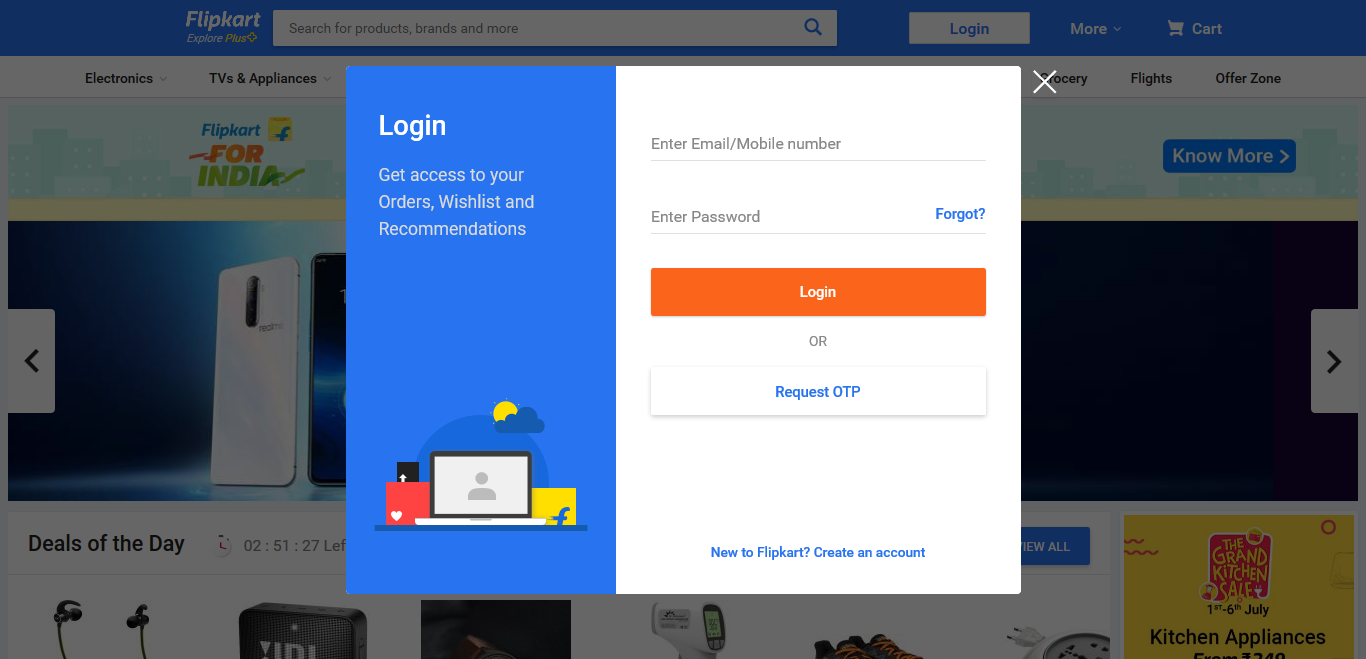 Flipkart
Explore Plus
Search for products, brands and more
Login
More
Cart
Electronics
TVs & Appliances
Grocery
Flights
Offer Zone
Flipkart
FOR
INDIA
Know More
Login
Get access to your
Orders, Wishlist and
Recommendations
Enter Email/Mobile number
Enter Password
Forgot?
Login
OR
Request OTP
New to Flipkart? Create an account
realme
Deals of the Day
02 : 51 : 27 Lef
VIEW ALL
THE
GRAND
KITCHEN
SALE
1ST-6th July
Kitchen Appliances
From ₹249